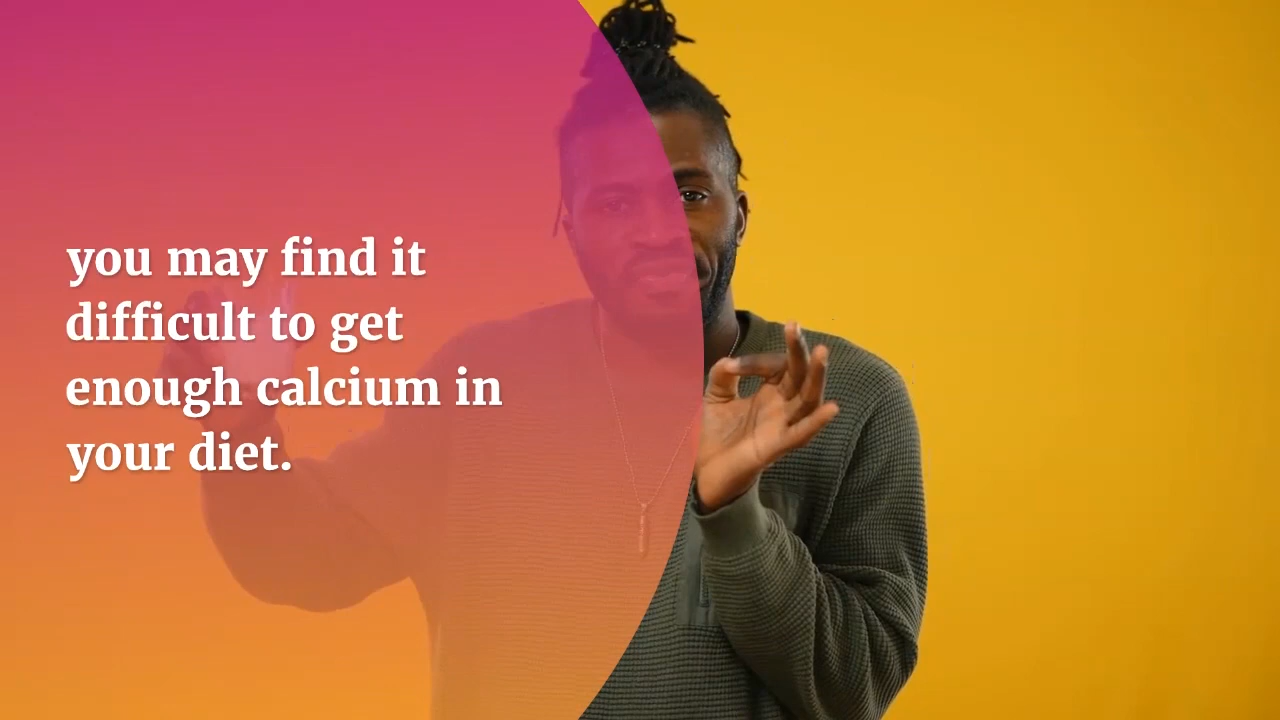 you may find it
difficult to get
enough calcium in
your diet.